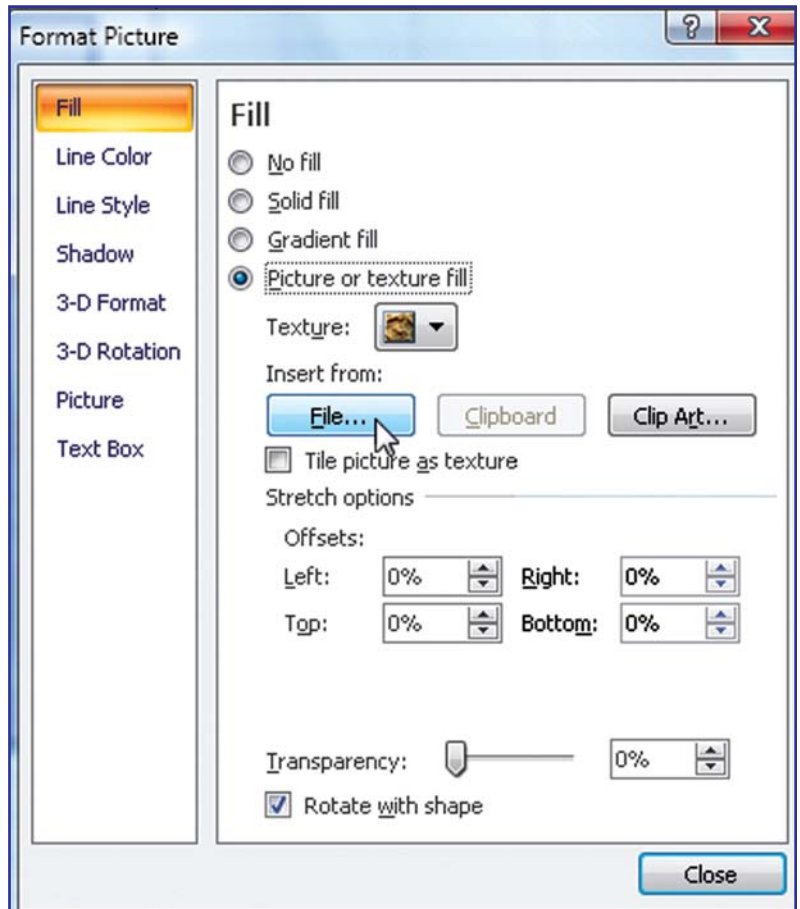 Format Picture
?
X
Fill
Line Color
Line Style
Shadow
3-D Format
3-D Rotation
Picture
Text Box
Fill
No fill
Solid fill
Gradient fill
Picture or texture fill
Texture:
Insert from:
File... Clipboard Clip Art...
Tile picture as texture
Stretch options
Offsets:
Left: 0% Right: 0%
Top: 0% Bottom: 0%
Transparency: 0%
Rotate with shape
Close